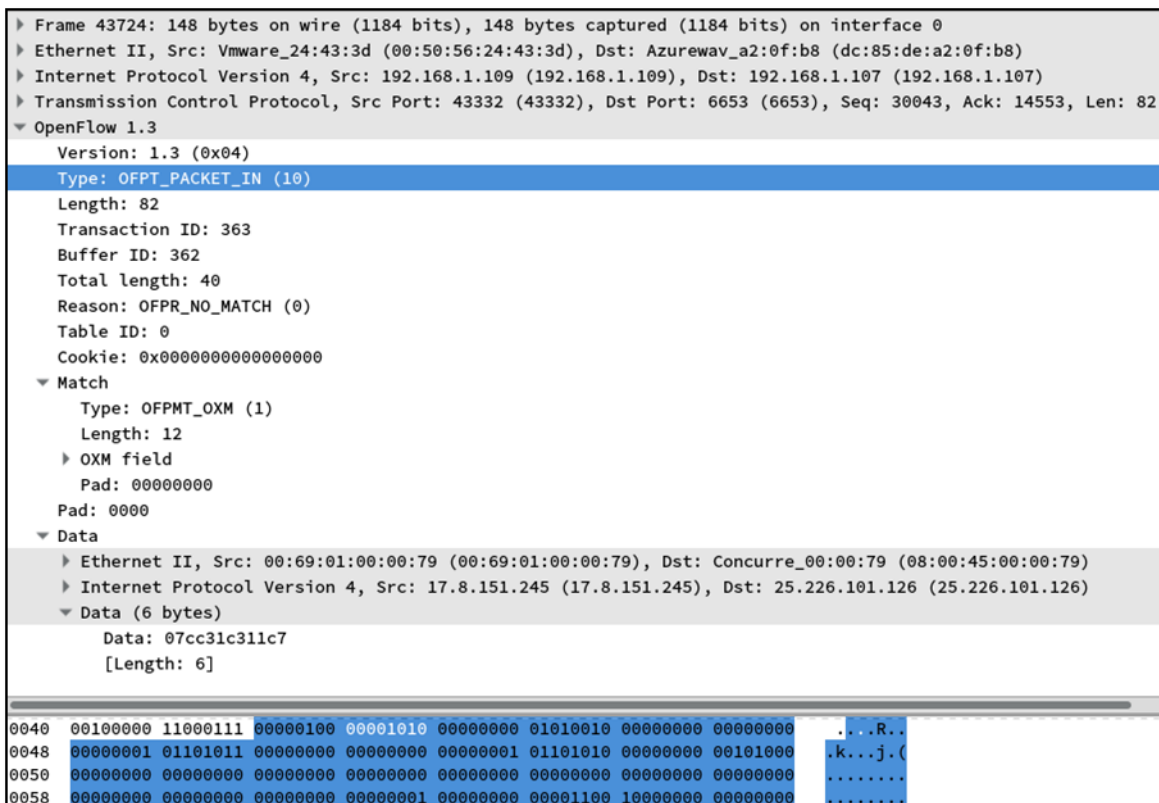 Frame 43724: 148 bytes on wire (1184 bits), 148 bytes captured (1184 bits) on interface 0
Ethernet II, Src: Vmware_24:43:3d (00:50:56:24:43:3d), Dst: Azurewav_a2:0f:b8 (dc:85:de:a2:0f:b8)
Internet Protocol Version 4, Src: 192.168.1.109 (192.168.1.109), Dst: 192.168.1.107 (192.168.1.107)
Transmission Control Protocol, Src Port: 43332 (43332), Dst Port: 6653 (6653), Seq: 30043, Ack: 14553, Len: 82
OpenFlow 1.3
Version: 1.3 (0x04)
Type: OFPT_PACKET_IN (10)
Length: 82
Transaction ID: 363
Buffer ID: 362
Total length: 40
Reason: OFPR_NO_MATCH (0)
Table ID: 0
Cookie: 0x0000000000000000
Match
Type: OFPMT_OXM (1)
Length: 12
OXM field
Pad: 00000000
Pad: 0000
Data
Ethernet II, Src: 00:69:01:00:00:79 (00:69:01:00:00:79), Dst: Concurre_00:00:79 (08:00:45:00:00:79)
Internet Protocol Version 4, Src: 17.8.151.245 (17.8.151.245), Dst: 25.226.101.126 (25.226.101.126)
Data (6 bytes)
Data: 07cc31c311c7
[Length: 6]
0040 00100000 11000111 00000100 00001010 00000000 01010010 00000000 00000000 ....R..
0048 00000001 01101011 00000000 00000000 00000001 01101010 00000000 00101000 .k...j.(
0050 00000000 00000000 00000000 00000000 00000000 00000000 00000000 00000000 ........
0058 00000000 00000000 00000000 00000001 00000000 00001100 10000000 00000000 ........